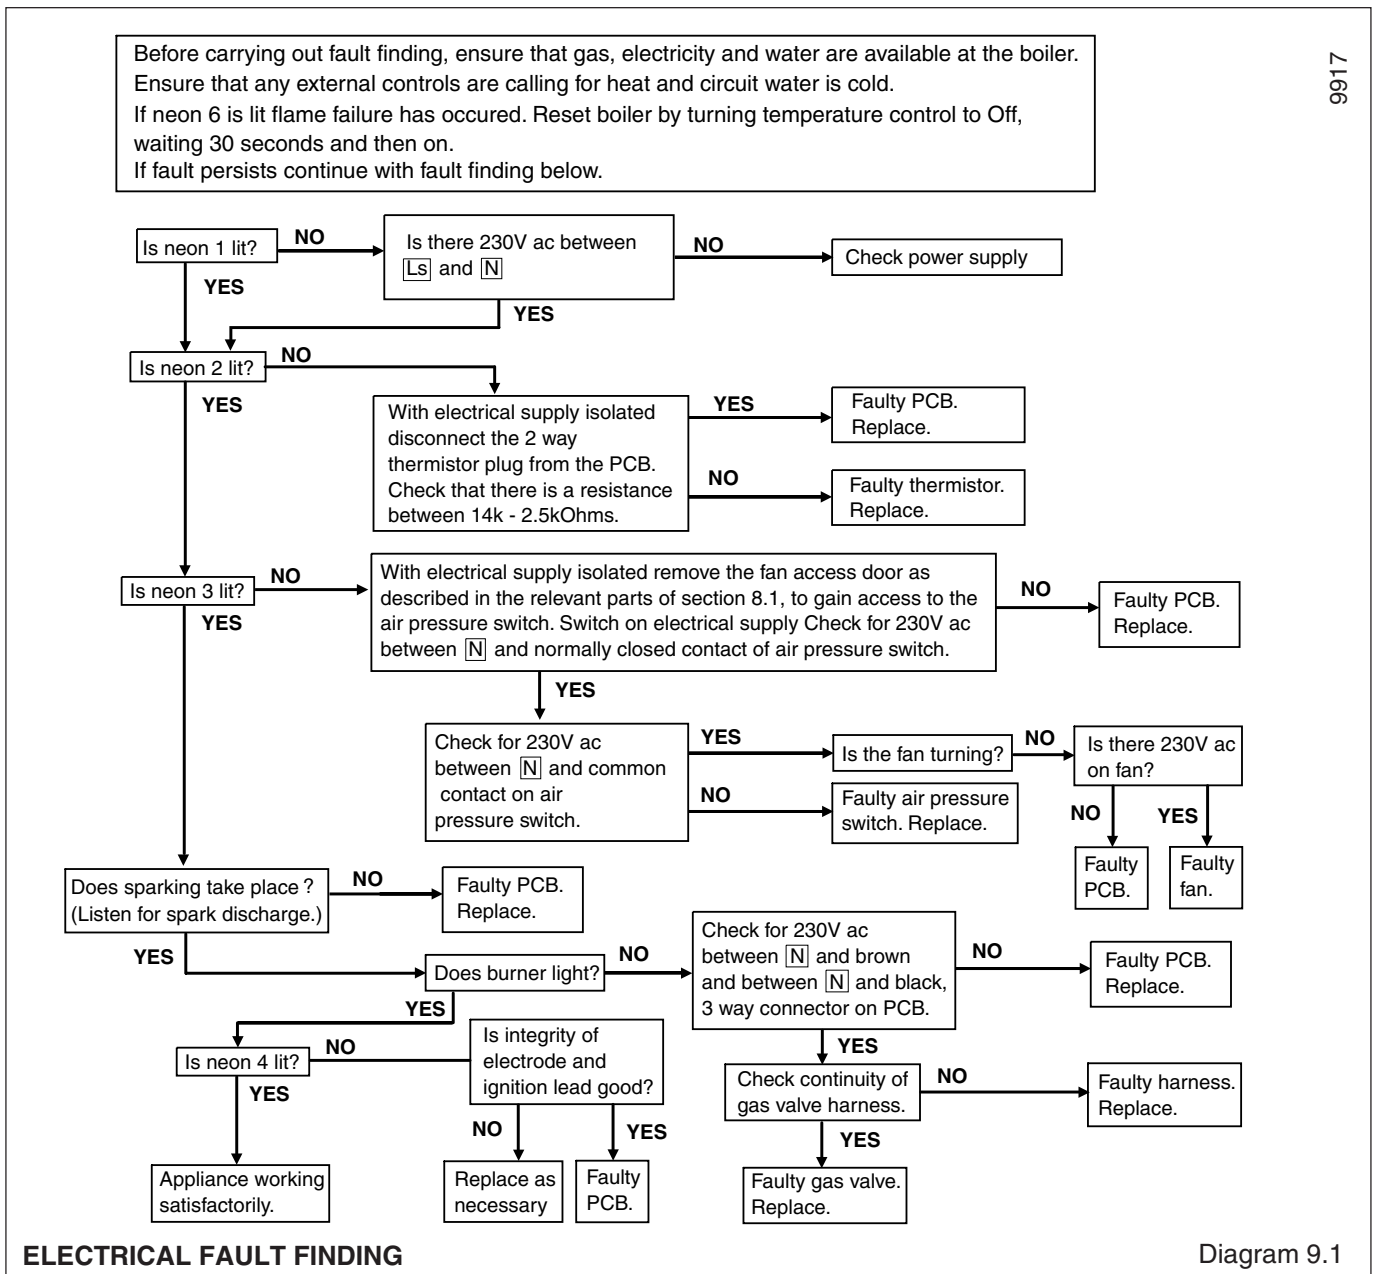 Before carrying out fault finding, ensure that gas, electricity and water are available at the boiler.
Ensure that any external controls are calling for heat and circuit water is cold.
If neon 6 is lit flame failure has occured. Reset boiler by turning temperature control to Off,
waiting 30 seconds and then on.
If fault persists continue with fault finding below.
9917
Is neon 1 lit?
NO
Is there 230V ac between
Ls and N
NO
Check power supply
YES
YES
Is neon 2 lit?
NO
YES
With electrical supply isolated
disconnect the 2 way
thermistor plug from the PCB.
Check that there is a resistance
between 14k - 2.5kOhms.
YES
Faulty PCB.
Replace.
NO
Faulty thermistor.
Replace.
Is neon 3 lit?
NO
YES
With electrical supply isolated remove the fan access door as
described in the relevant parts of section 8.1, to gain access to the
air pressure switch. Switch on electrical supply Check for 230V ac
between N and normally closed contact of air pressure switch.
NO
Faulty PCB.
Replace.
YES
Check for 230V ac
between N and common
contact on air
pressure switch.
YES
Is the fan turning?
NO
Is there 230V ac
on fan?
NO
Faulty air pressure
switch. Replace.
NO
YES
Faulty
PCB.
Faulty
fan.
Does sparking take place ?
(Listen for spark discharge.)
NO
Faulty PCB.
Replace.
YES
Does burner light?
NO
Check for 230V ac
between N and brown
and between N and black,
3 way connector on PCB.
NO
Faulty PCB.
Replace.
YES
YES
Is neon 4 lit?
NO
Is integrity of
electrode and
ignition lead good?
Check continuity of
gas valve harness.
NO
Faulty harness.
Replace.
YES
NO
YES
YES
Appliance working
satisfactorily.
Replace as
necessary
Faulty
PCB.
Faulty gas valve.
Replace.
ELECTRICAL FAULT FINDING
Diagram 9.1